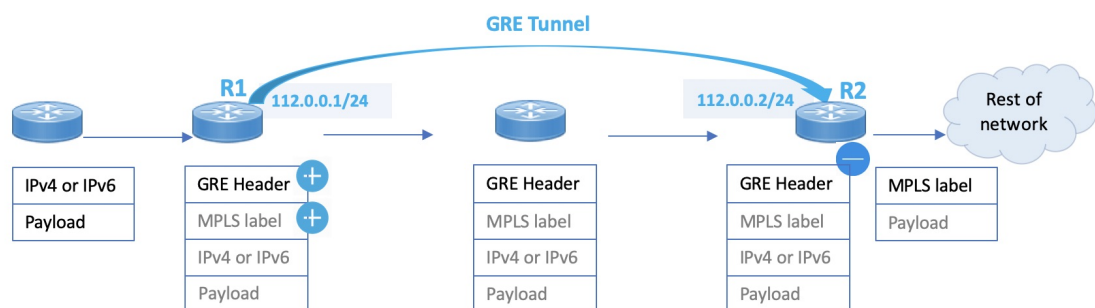 GRE Tunnel
R1
112.0.0.1/24
112.0.0.2/24
R2
Rest of
network
IPv4 or IPv6
Payload
GRE Header
MPLS label
IPv4 or IPv6
Payload
GRE Header
MPLS label
IPv4 or IPv6
Payload
GRE Header
MPLS label
IPv4 or IPv6
Payload
MPLS label
Payload